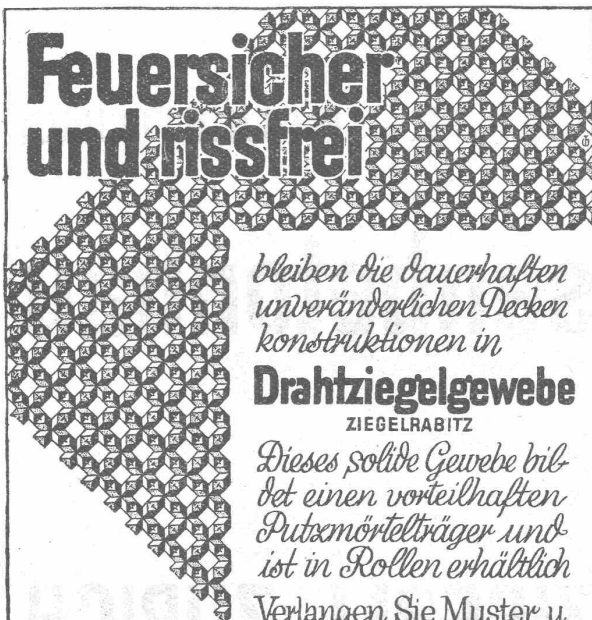 Feuersicher
und rissfrei
bleiben die dauerhaften
unveränderlichen Decken
konstruktionen in
Drahtziegelgewebe
ZIEGELRABITZ
Dieses solide Gewebe bil-
det einen vorteilhaften
Putzmörtelträger und
ist in Rollen erhältlich
Verlangen Sie Muster u.